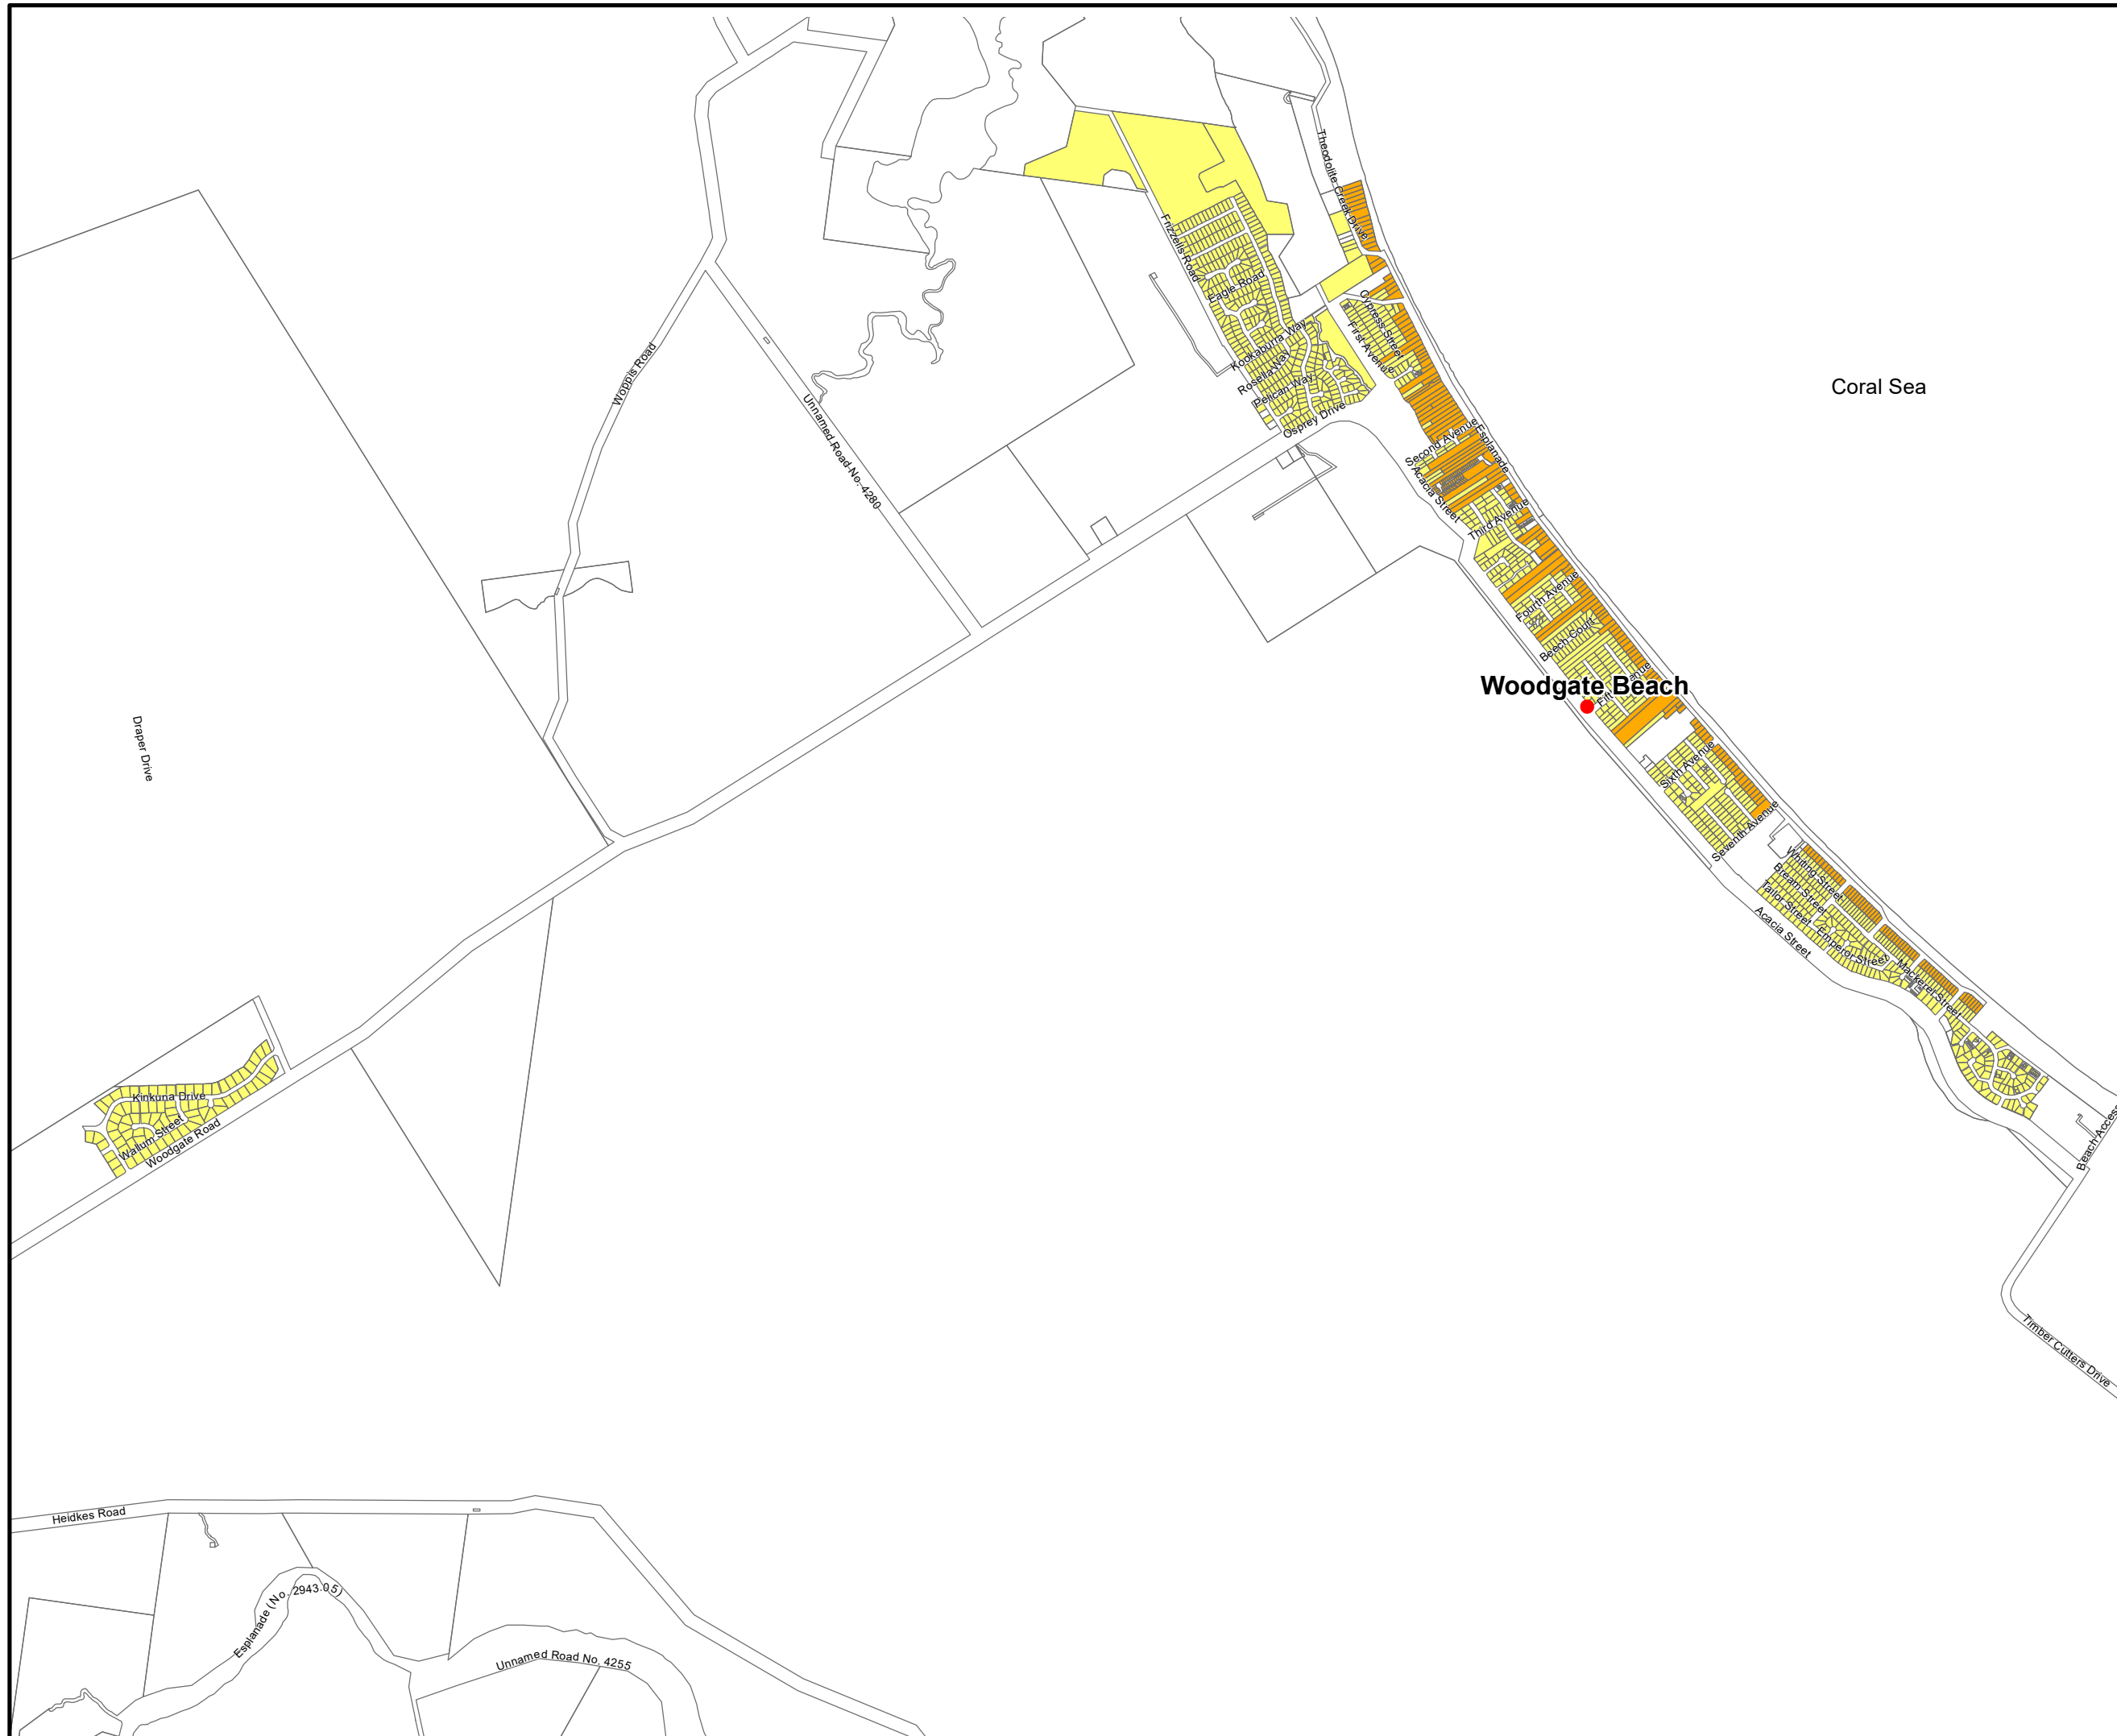 Theodolite Creek Drive
Frizzells Road
Eagle Road
Cypress Street
First Avenue
Kookaburra Way
Rosella Way
Pelican Way
Osprey Drive
Coral Sea
Woppis Road
Unnamed Road No. 4280
Second Avenue
Esplanade
Acacia Street
Third Avenue
Fourth Avenue
Beech Court
Woodgate Beach
Draper Drive
Sixth Avenue
Seventh Avenue
Whiting Street
Bream Street
Tailor Street
Acacia Street
Emperor Street
Mackerel Street
Kinkuna Drive
Wallum Street
Woodgate Road
Beach Access
Timber Cutters Drive
Heidkes Road
Esplanade (No. 2943.05)
Unnamed Road No. 4255